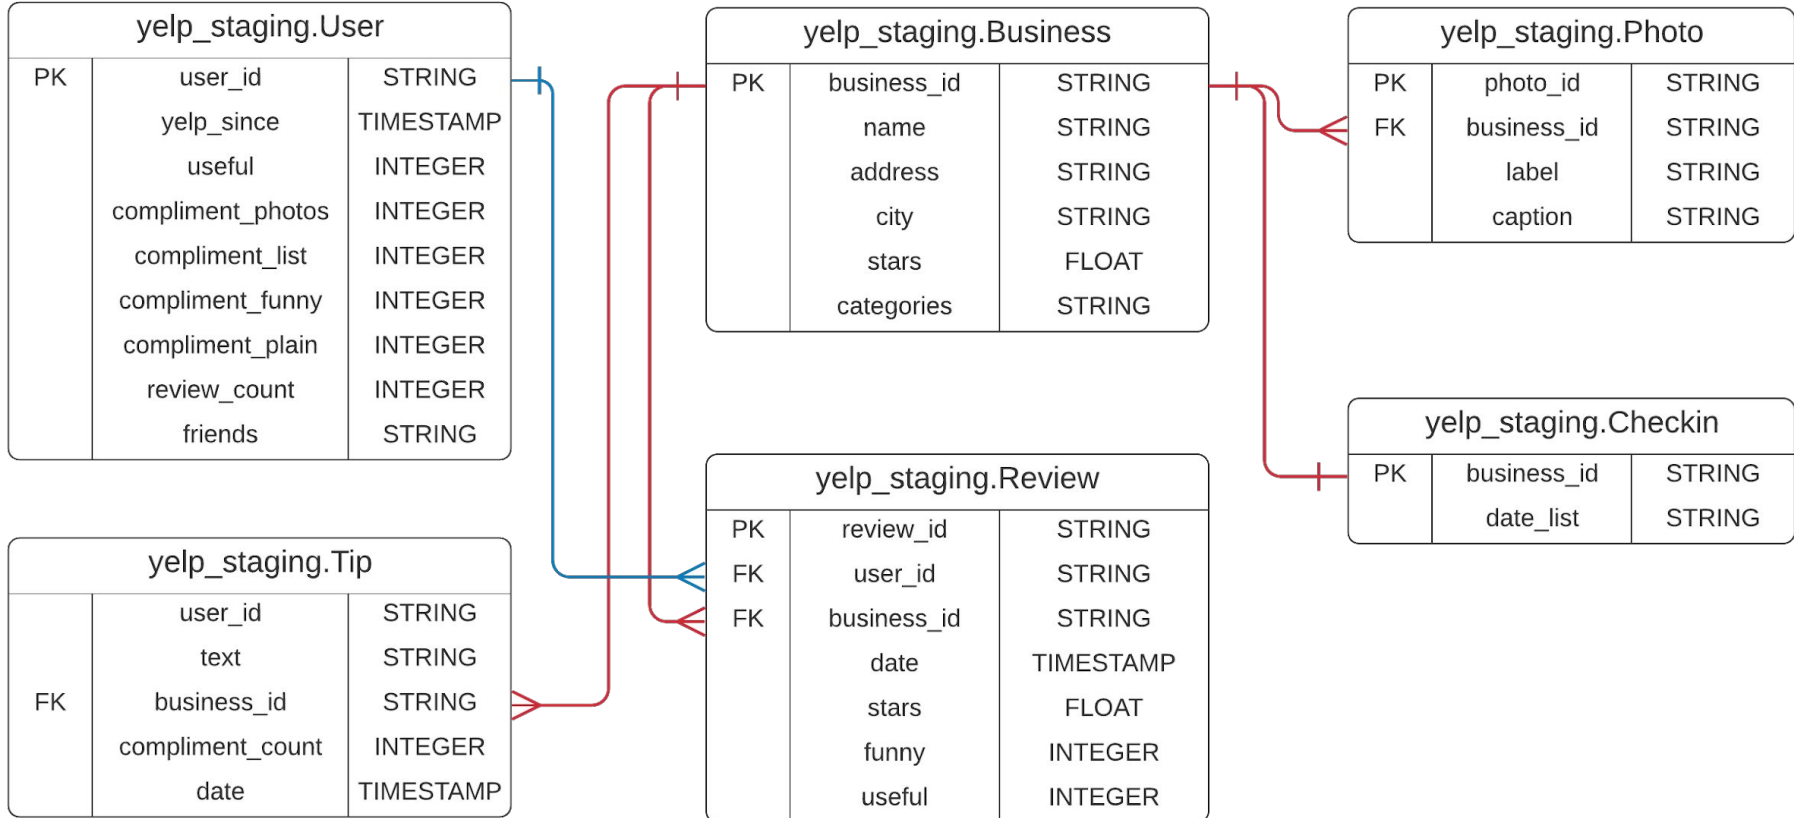 yelp_staging.User
PK user_id STRING
yelp_since TIMESTAMP
useful INTEGER
compliment_photos INTEGER
compliment_list INTEGER
compliment_funny INTEGER
compliment_plain INTEGER
review_count INTEGER
friends STRING
yelp_staging.Tip
user_id STRING
text STRING
FK business_id STRING
compliment_count INTEGER
date TIMESTAMP
yelp_staging.Business
PK business_id STRING
name STRING
address STRING
city STRING
stars FLOAT
categories STRING
yelp_staging.Review
PK review_id STRING
FK user_id STRING
FK business_id STRING
date TIMESTAMP
stars FLOAT
funny INTEGER
useful INTEGER
yelp_staging.Photo
PK photo_id STRING
FK business_id STRING
label STRING
caption STRING
yelp_staging.Checkin
PK business_id STRING
date_list STRING